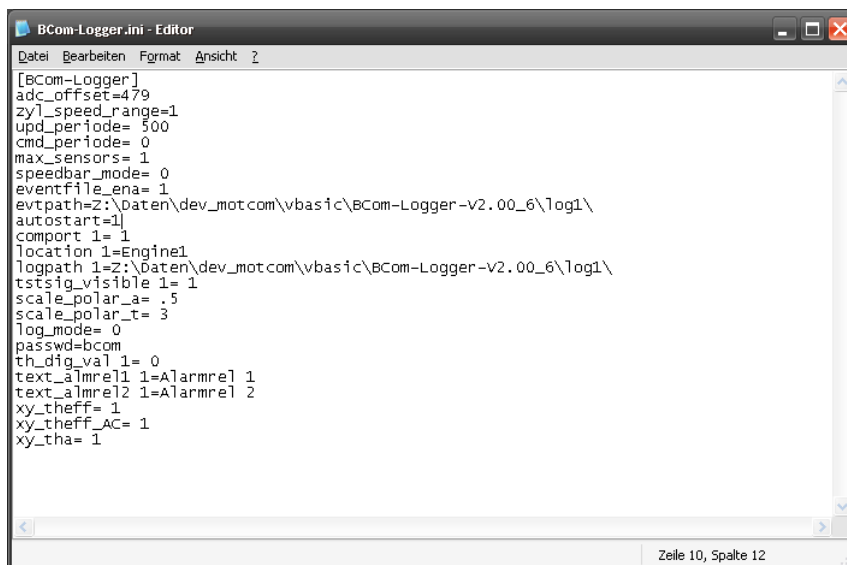 BCom-Logger.ini - Editor
Datei Bearbeiten Format Ansicht ?
[BCom-Logger]
adc_offset=479
zyl_speed_range=1
upd_periode= 500
cmd_periode= 0
max_sensors= 1
speedbar_mode= 0
eventfile_ena= 1
evtpath=Z:\Daten\dev_motcom\vbasic\BCom-Logger-V2.00_6\log1\
autostart=1
comport 1= 1
location 1=Engine1
logpath 1=Z:\Daten\dev_motcom\vbasic\BCom-Logger-V2.00_6\log1\
tstsig_visible 1= 1
scale_polar_a= .5
scale_polar_t= 3
log_mode= 0
passwd=bcom
th_dig_val 1= 0
text_almrel1 1=Alarmrel 1
text_almrel2 1=Alarmrel 2
xy_theff= 1
xy_theff_AC= 1
xy_tha= 1
Zeile 10, Spalte 12